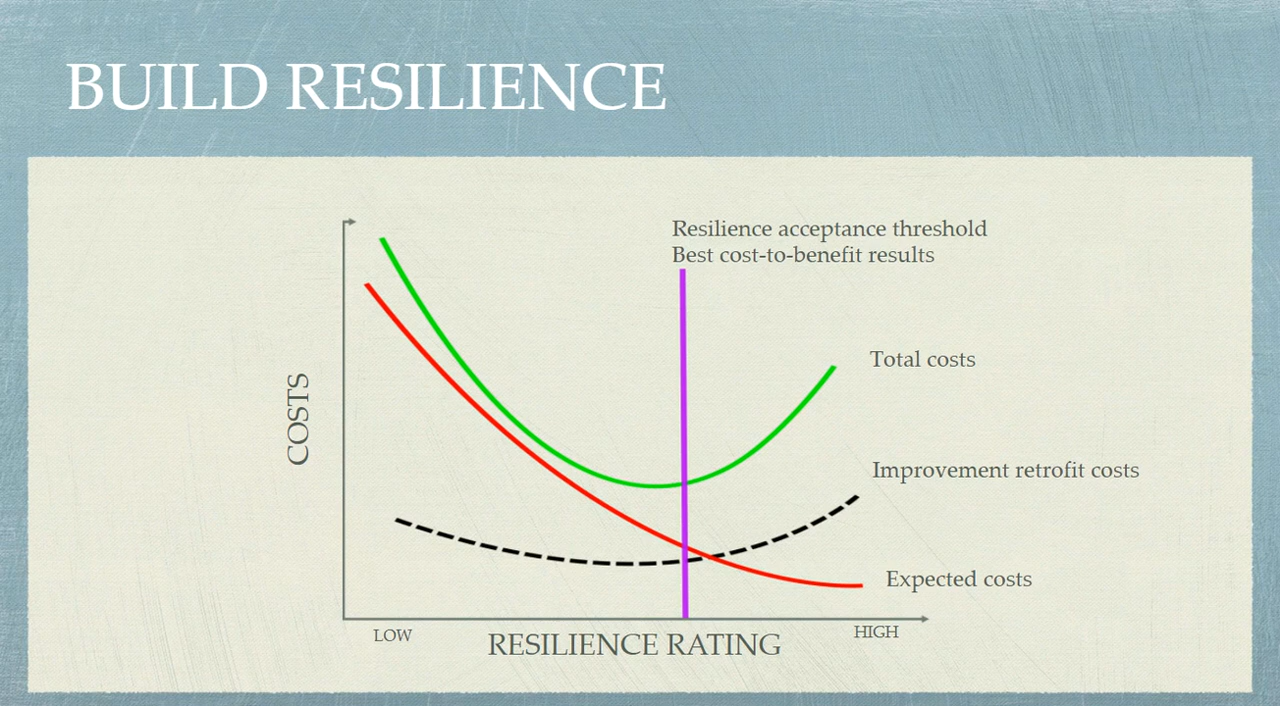 BUILD RESILIENCE
Resilience acceptance threshold
Best cost-to-benefit results
Total costs
COSTS
Improvement retrofit costs
Expected costs
LOW
HIGH
RESILIENCE RATING